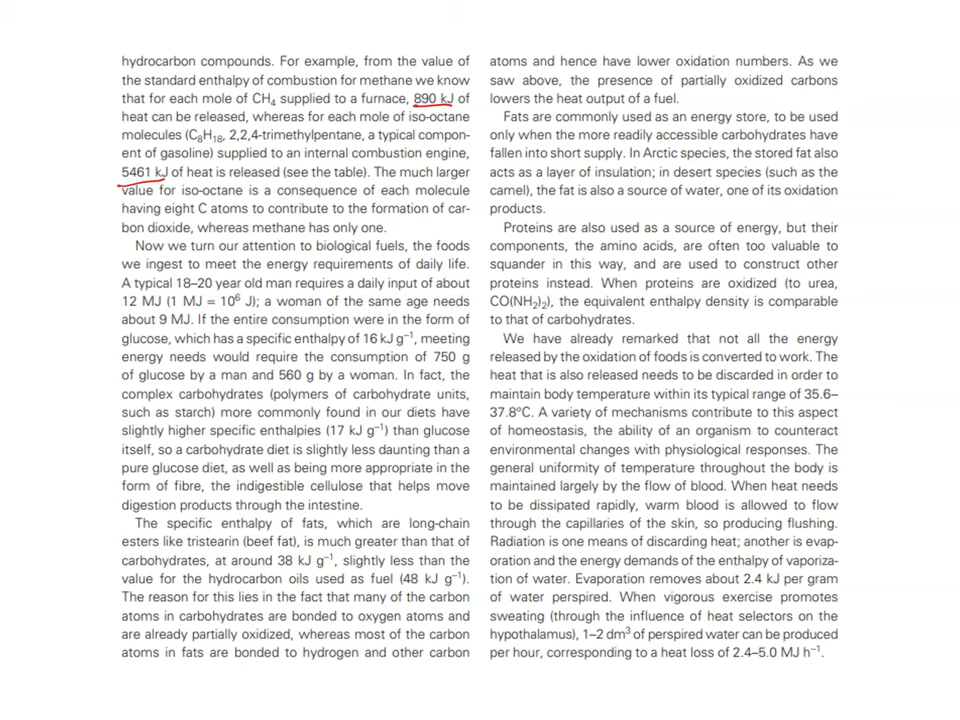 hydrocarbon compounds. For example, from the value of
the standard enthalpy of combustion for methane we know
that for each mole of CH₄ supplied to a furnace, 890 kJ of
heat can be released, whereas for each mole of iso-octane
molecules (C₈H₁₈, 2,2,4-trimethylpentane, a typical compon-
ent of gasoline) supplied to an internal combustion engine,
5461 kJ of heat is released (see the table). The much larger
value for iso-octane is a consequence of each molecule
having eight C atoms to contribute to the formation of car-
bon dioxide, whereas methane has only one.
Now we turn our attention to biological fuels, the foods
we ingest to meet the energy requirements of daily life.
A typical 18–20 year old man requires a daily input of about
12 MJ (1 MJ = 10⁶ J); a woman of the same age needs
about 9 MJ. If the entire consumption were in the form of
glucose, which has a specific enthalpy of 16 kJ g⁻¹, meeting
energy needs would require the consumption of 750 g
of glucose by a man and 560 g by a woman. In fact, the
complex carbohydrates (polymers of carbohydrate units,
such as starch) more commonly found in our diets have
slightly higher specific enthalpies (17 kJ g⁻¹) than glucose
itself, so a carbohydrate diet is slightly less daunting than a
pure glucose diet, as well as being more appropriate in the
form of fibre, the indigestible cellulose that helps move
digestion products through the intestine.
The specific enthalpy of fats, which are long-chain
esters like tristearin (beef fat), is much greater than that of
carbohydrates, at around 38 kJ g⁻¹, slightly less than the
value for the hydrocarbon oils used as fuel (48 kJ g⁻¹).
The reason for this lies in the fact that many of the carbon
atoms in carbohydrates are bonded to oxygen atoms and
are already partially oxidized, whereas most of the carbon
atoms in fats are bonded to hydrogen and other carbon
atoms and hence have lower oxidation numbers. As we
saw above, the presence of partially oxidized carbons
lowers the heat output of a fuel.
Fats are commonly used as an energy store, to be used
only when the more readily accessible carbohydrates have
fallen into short supply. In Arctic species, the stored fat also
acts as a layer of insulation; in desert species (such as the
camel), the fat is also a source of water, one of its oxidation
products.
Proteins are also used as a source of energy, but their
components, the amino acids, are often too valuable to
squander in this way, and are used to construct other
proteins instead. When proteins are oxidized (to urea,
CO(NH₂)₂), the equivalent enthalpy density is comparable
to that of carbohydrates.
We have already remarked that not all the energy
released by the oxidation of foods is converted to work. The
heat that is also released needs to be discarded in order to
maintain body temperature within its typical range of 35.6–
37.8°C. A variety of mechanisms contribute to this aspect
of homeostasis, the ability of an organism to counteract
environmental changes with physiological responses. The
general uniformity of temperature throughout the body is
maintained largely by the flow of blood. When heat needs
to be dissipated rapidly, warm blood is allowed to flow
through the capillaries of the skin, so producing flushing.
Radiation is one means of discarding heat; another is evap-
oration and the energy demands of the enthalpy of vaporiza-
tion of water. Evaporation removes about 2.4 kJ per gram
of water perspired. When vigorous exercise promotes
sweating (through the influence of heat selectors on the
hypothalamus), 1–2 dm³ of perspired water can be produced
per hour, corresponding to a heat loss of 2.4–5.0 MJ h⁻¹.